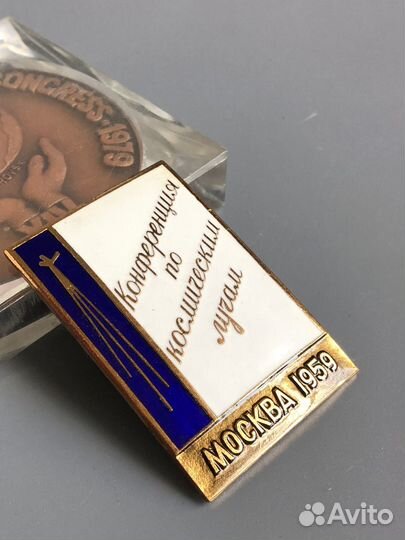 CONGRESS·1979
Конференция
по
космическим
лучам
МОСКВА 1959
Avito